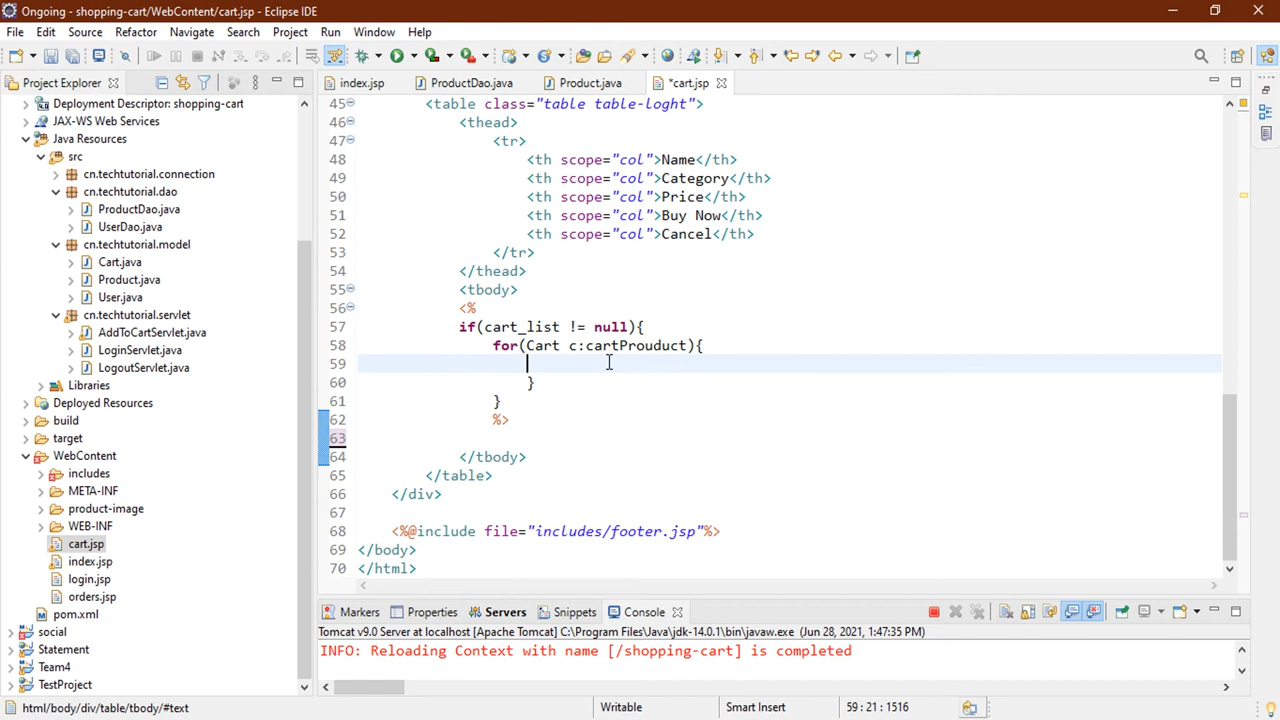 Ongoing - shopping-cart/WebContent/cart.jsp - Eclipse IDE
File Edit Source Refactor Navigate Search Project Run Window Help
Project Explorer
index.jsp ProductDao.java Product.java *cart.jsp
Deployment Descriptor: shopping-cart
JAX-WS Web Services
Java Resources
src
cn.techtutorial.connection
cn.techtutorial.dao
ProductDao.java
UserDao.java
cn.techtutorial.model
Cart.java
Product.java
User.java
cn.techtutorial.servlet
AddToCartServlet.java
LoginServlet.java
LogoutServlet.java
Libraries
Deployed Resources
build
target
WebContent
includes
META-INF
product-image
WEB-INF
cart.jsp
index.jsp
login.jsp
orders.jsp
pom.xml
social
Statement
Team4
TestProject
45 <table class="table table-loght">
46 <thead>
47 <tr>
48 <th scope="col">Name</th>
49 <th scope="col">Category</th>
50 <th scope="col">Price</th>
51 <th scope="col">Buy Now</th>
52 <th scope="col">Cancel</th>
53 </tr>
54 </thead>
55 <tbody>
56 <%
57 if(cart_list != null){
58 for(Cart c:cartProuduct){
59
60 }
61 }
62 %>
63
64 </tbody>
65 </table>
66 </div>
67
68 <%@include file="includes/footer.jsp"%>
69 </body>
70 </html>
Markers Properties Servers Snippets Console
Tomcat v9.0 Server at localhost [Apache Tomcat] C:\Program Files\Java\jdk-14.0.1\bin\javaw.exe (Jun 28, 2021, 1:47:35 PM)
INFO: Reloading Context with name [/shopping-cart] is completed
html/body/div/table/tbody/#text Writable Smart Insert 59 : 21 : 1516